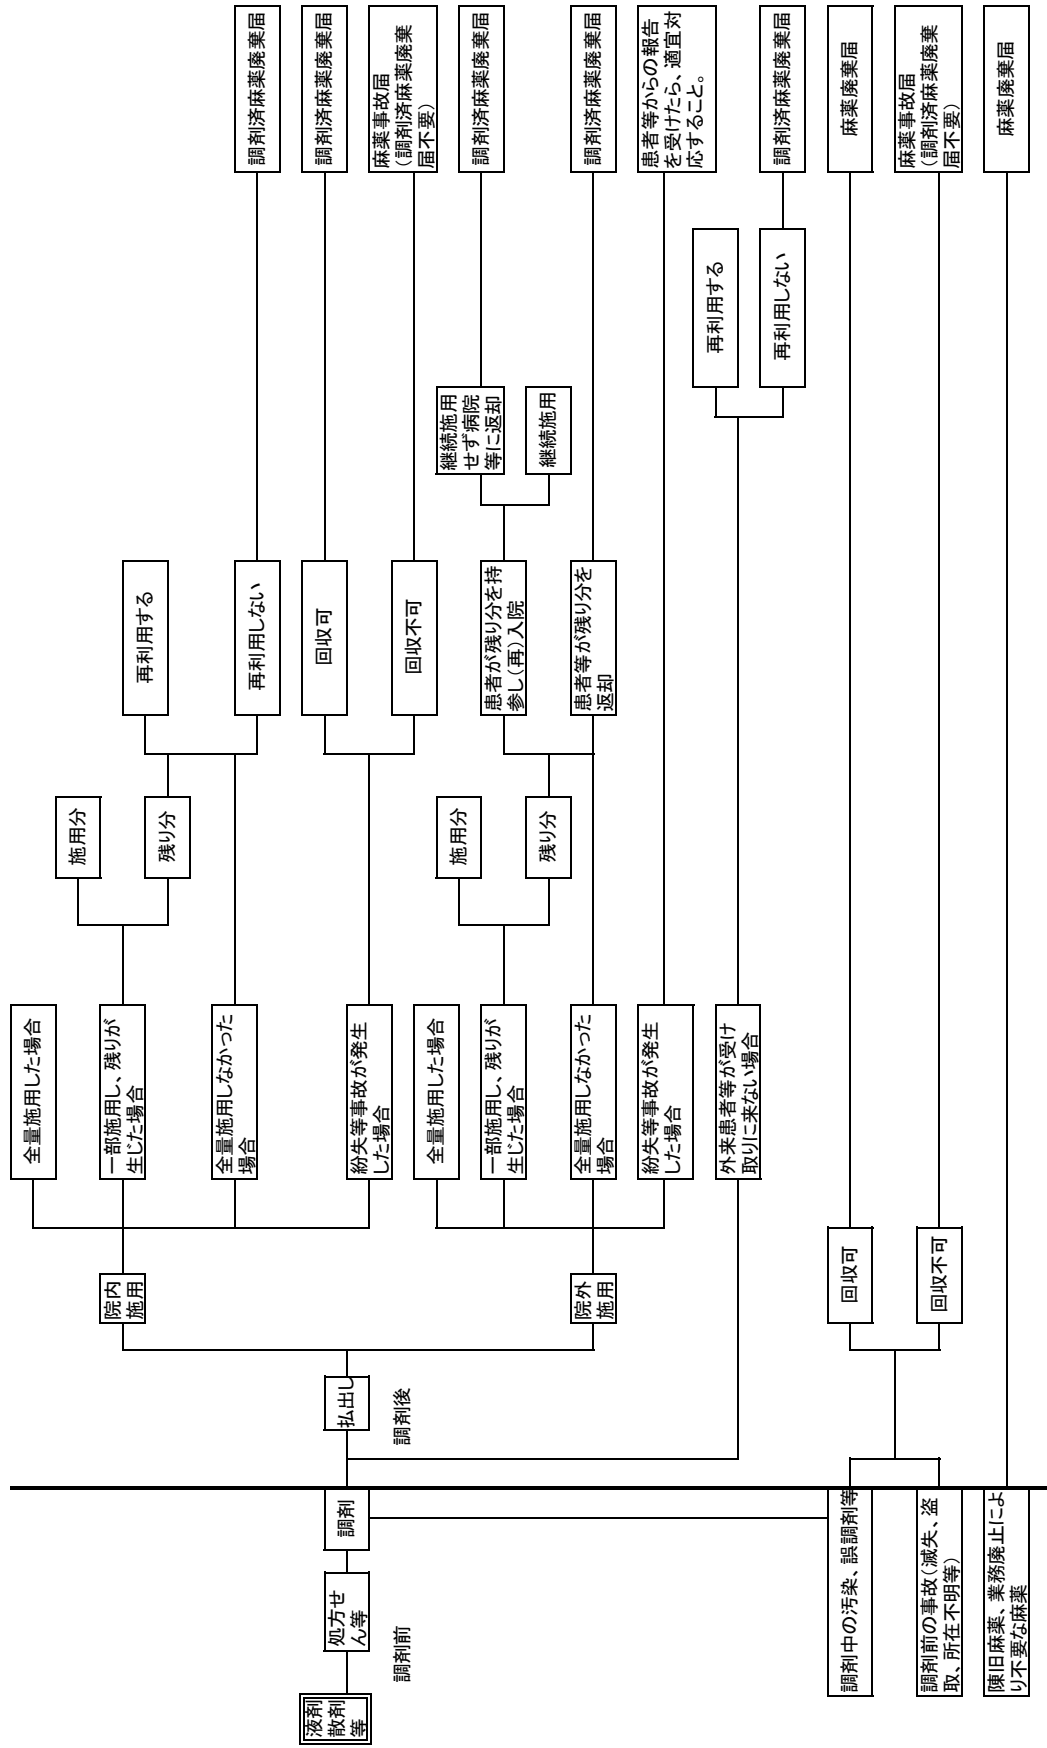 液剤
散剤
等
処方せ
ん等
調剤
調剤前
調剤後
払出し
院内
施用
全量施用した場合
一部施用し、残りが
生じた場合
施用分
残り分
再利用する
再利用しない
調剤済麻薬廃棄届
全量施用しなかった
場合
紛失等事故が発生
した場合
回収可
調剤済麻薬廃棄届
回収不可
麻薬事故届
(調剤済麻薬廃棄
届不要)
院外
施用
全量施用した場合
一部施用し、残りが
生じた場合
施用分
残り分
患者が残り分を持
参し(再)入院
継続施用
せず病院
等に返却
調剤済麻薬廃棄届
継続施用
患者等が残り分を
返却
調剤済麻薬廃棄届
全量施用しなかった
場合
紛失等事故が発生
した場合
患者等からの報告
を受けたら、適宜対
応すること。
外来患者等が受け
取りに来ない場合
再利用する
再利用しない
調剤済麻薬廃棄届
調剤中の汚染、誤調剤等
回収可
麻薬廃棄届
調剤前の事故(滅失、盗
取、所在不明等)
回収不可
麻薬事故届
(調剤済麻薬廃棄
届不要)
陳旧麻薬、業務廃止によ
り不要な麻薬
麻薬廃棄届